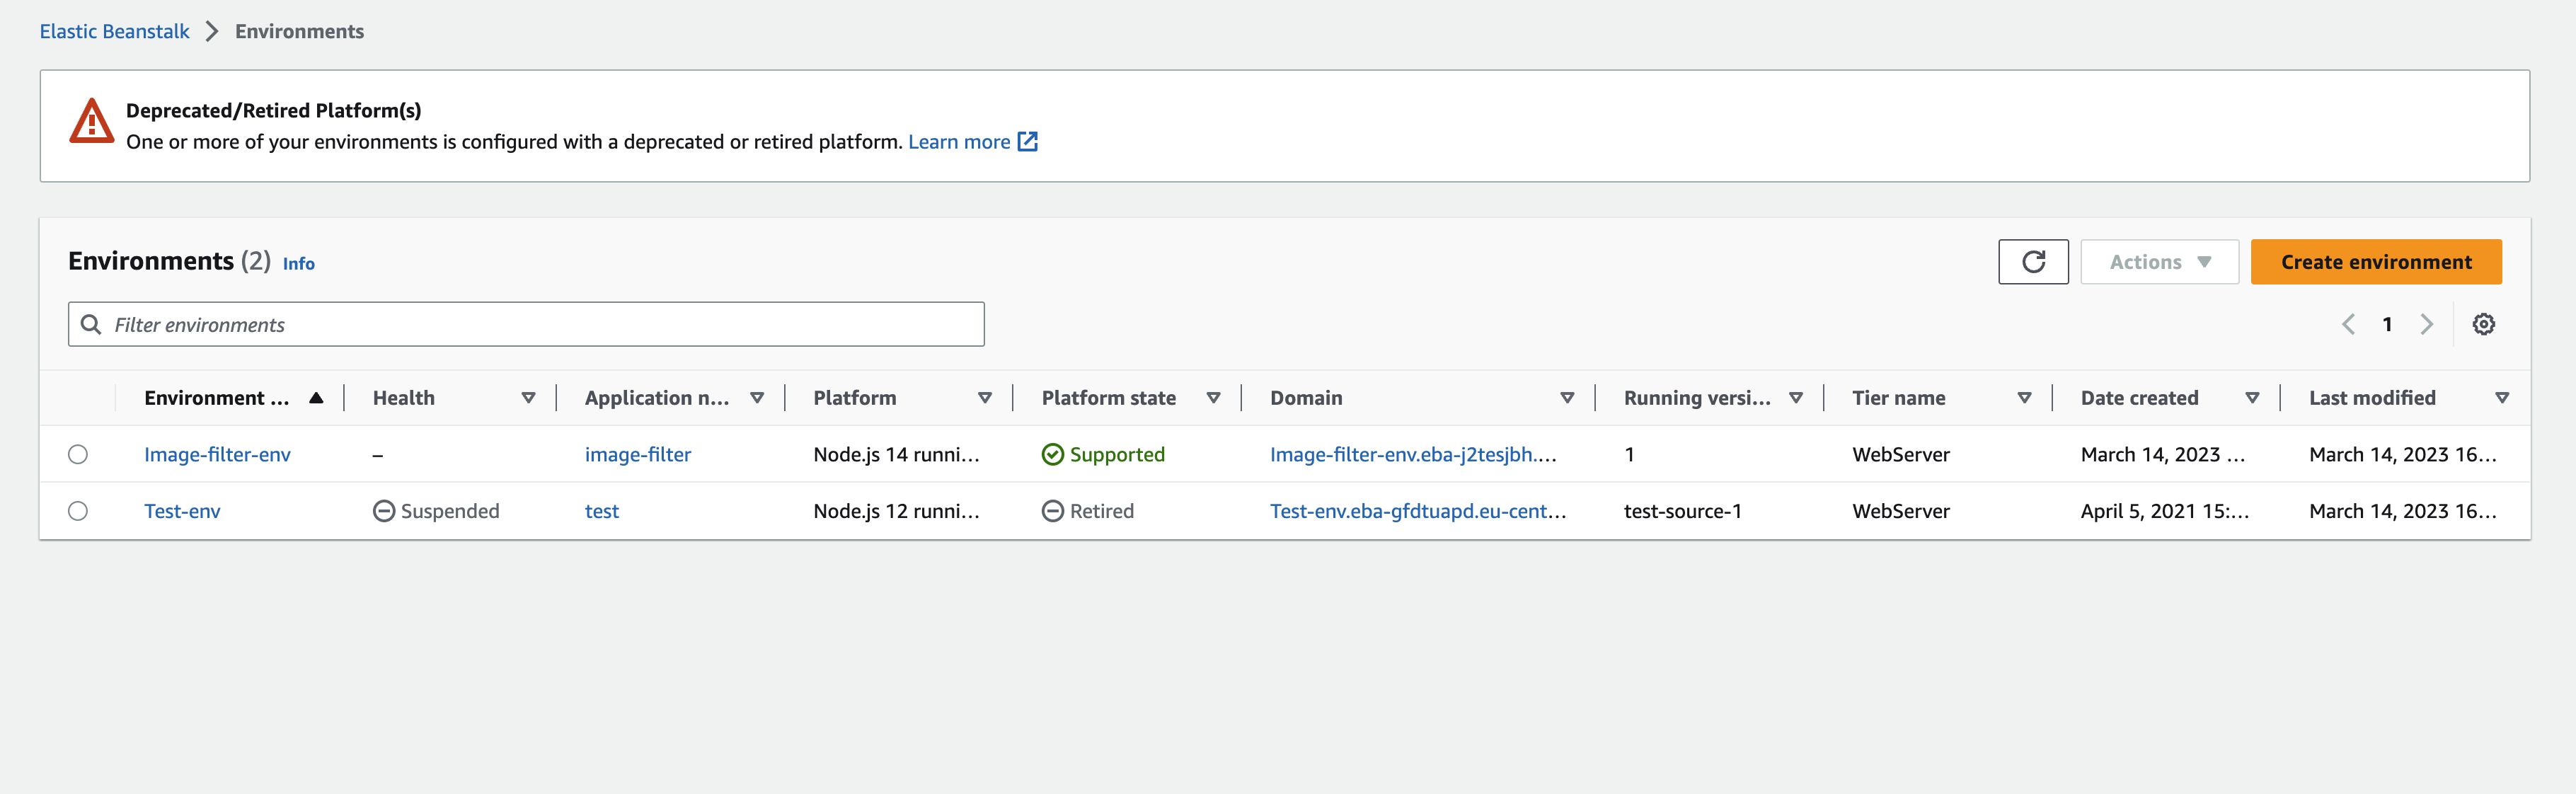 Elastic Beanstalk > Environments
Deprecated/Retired Platform(s)
One or more of your environments is configured with a deprecated or retired platform. Learn more
Environments (2) Info
Actions
Create environment
Filter environments
1
Environment ... Health Application n... Platform Platform state Domain Running versi... Tier name Date created Last modified
Image-filter-env – image-filter Node.js 14 runni... Supported Image-filter-env.eba-j2tesjbh.... 1 WebServer March 14, 2023 ... March 14, 2023 16...
Test-env Suspended test Node.js 12 runni... Retired Test-env.eba-gfdtuapd.eu-cent... test-source-1 WebServer April 5, 2021 15:... March 14, 2023 16...